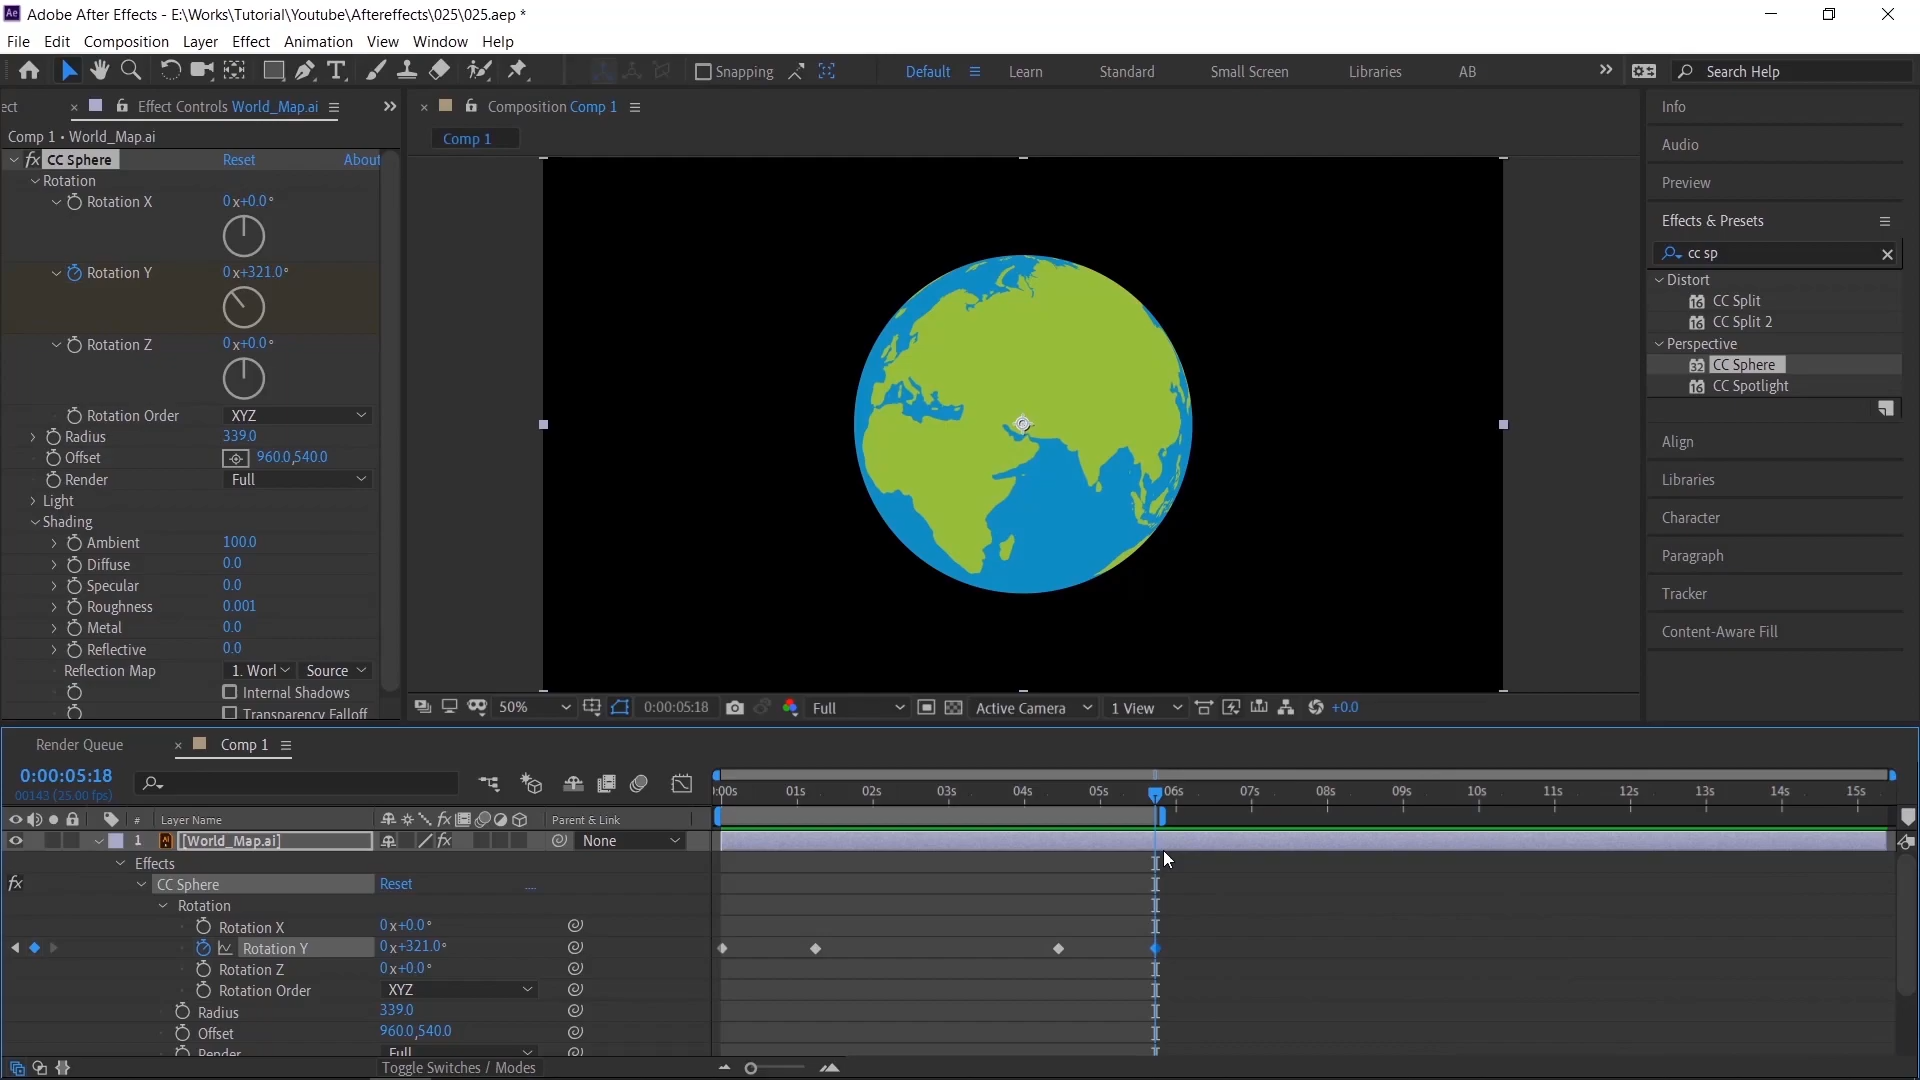 Adobe After Effects - E:\Works\Tutorial\Youtube\Aftereffects\025\025.aep *
File Edit Composition Layer Effect Animation View Window Help
Snapping Default Learn Standard Small Screen Libraries AB Search Help
ect Effect Controls World_Map.ai
Composition Comp 1
Comp 1 • World_Map.ai
Comp 1
fx CC Sphere Reset About
Rotation
Rotation X 0x+0.0°
Rotation Y 0x+321.0°
Rotation Z 0x+0.0°
Rotation Order XYZ
Radius 339.0
Offset 960.0,540.0
Render Full
Light
Shading
Ambient 100.0
Diffuse 0.0
Specular 0.0
Roughness 0.001
Metal 0.0
Reflective 0.0
Reflection Map 1. Worl Source
Internal Shadows
Transparency Falloff
50% 0:00:05:18 Full Active Camera 1 View +0.0
Info
Audio
Preview
Effects & Presets
cc sp
Distort
16 CC Split
16 CC Split 2
Perspective
32 CC Sphere
16 CC Spotlight
Align
Libraries
Character
Paragraph
Tracker
Content-Aware Fill
Render Queue Comp 1
0:00:05:18
00143 (25.00 fps)
:00s 01s 02s 03s 04s 05s 06s 07s 08s 09s 10s 11s 12s 13s 14s 15s
# Layer Name fx Parent & Link
1 [World_Map.ai] fx None
Effects
fx CC Sphere Reset ....
Rotation
Rotation X 0x+0.0°
Rotation Y 0x+321.0°
Rotation Z 0x+0.0°
Rotation Order XYZ
Radius 339.0
Offset 960.0,540.0
Render Full
Toggle Switches / Modes